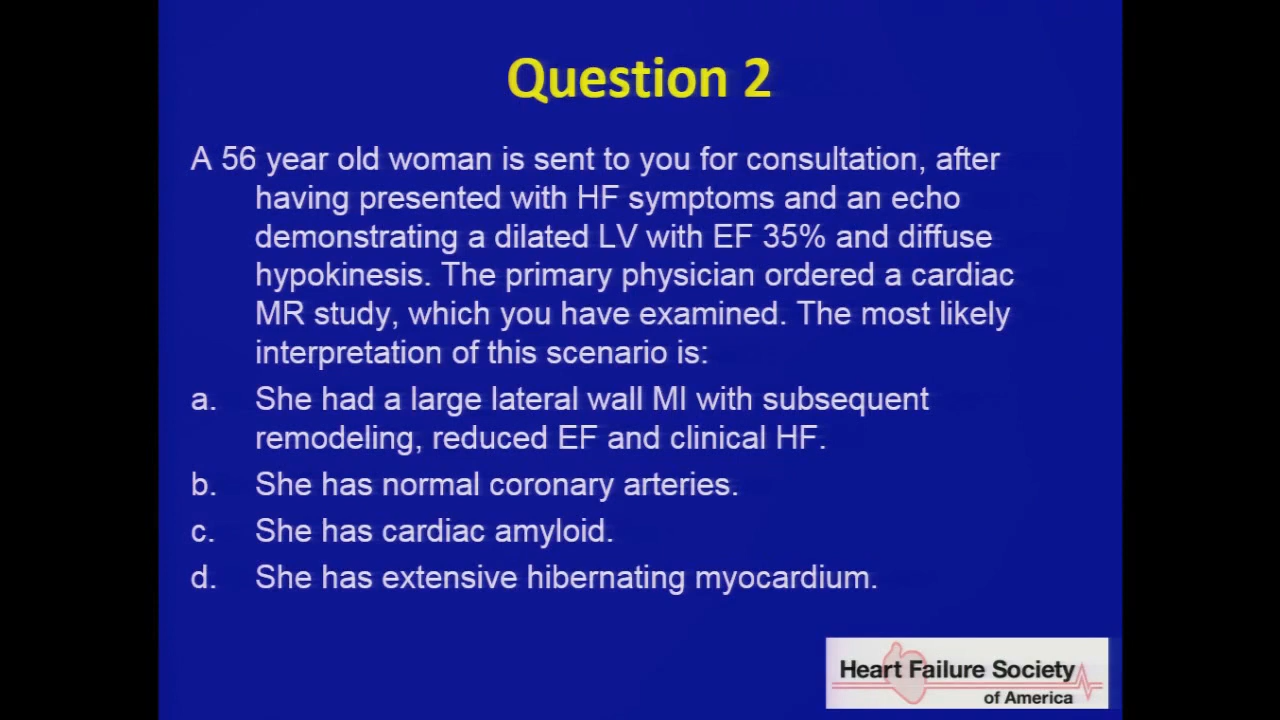 Question 2
A 56 year old woman is sent to you for consultation, after
having presented with HF symptoms and an echo
demonstrating a dilated LV with EF 35% and diffuse
hypokinesis. The primary physician ordered a cardiac
MR study, which you have examined. The most likely
interpretation of this scenario is:
a. She had a large lateral wall MI with subsequent
remodeling, reduced EF and clinical HF.
b. She has normal coronary arteries.
c. She has cardiac amyloid.
d. She has extensive hibernating myocardium.
Heart Failure Society
of America